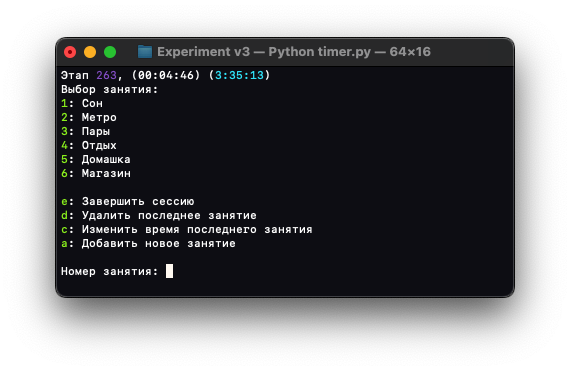 Experiment v3 — Python timer.py — 64×16
Этап 263, (00:04:46) (3:35:13)
Выбор занятия:
1: Сон
2: Метро
3: Пары
4: Отдых
5: Домашка
6: Магазин
e: Завершить сессию
d: Удалить последнее занятие
c: Изменить время последнего занятия
a: Добавить новое занятие
Номер занятия: